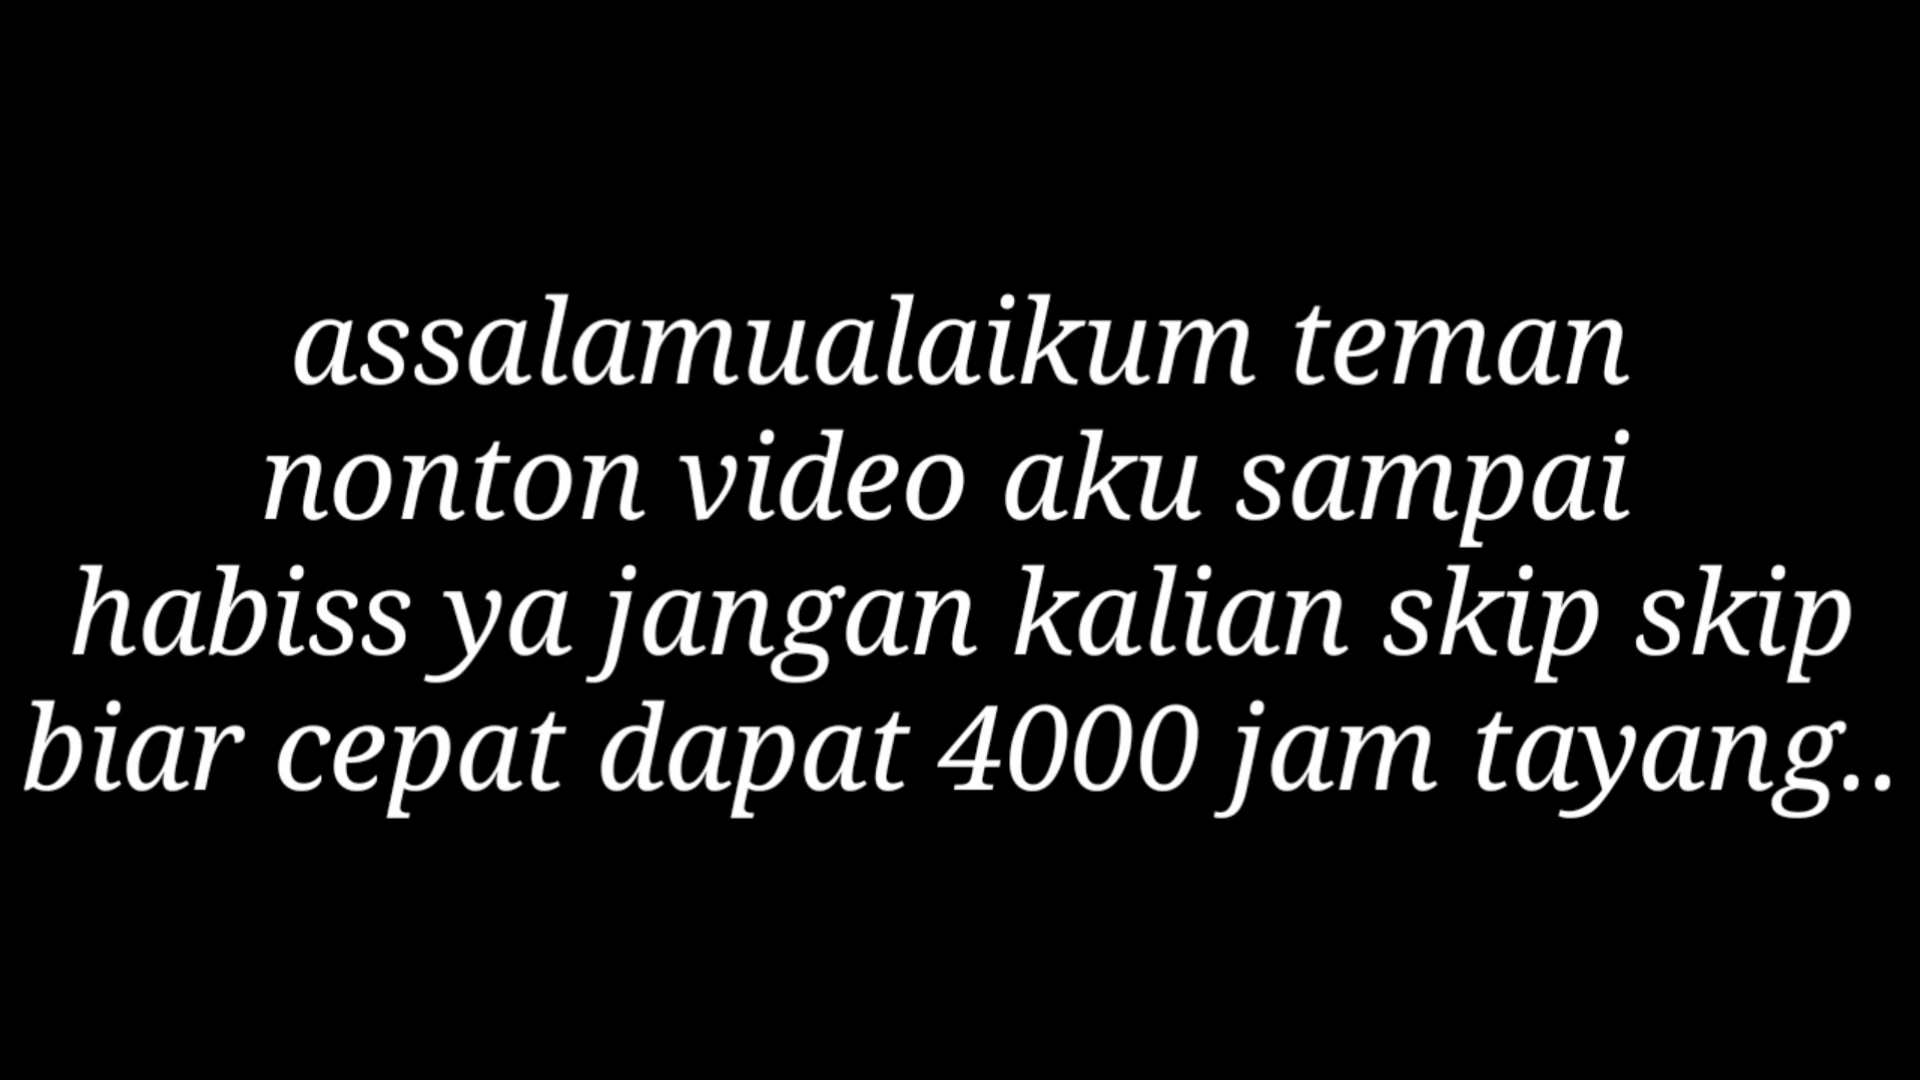 assalamualaikum teman
nonton video aku sampai
habiss ya jangan kalian skip skip
biar cepat dapat 4000 jam tayang..